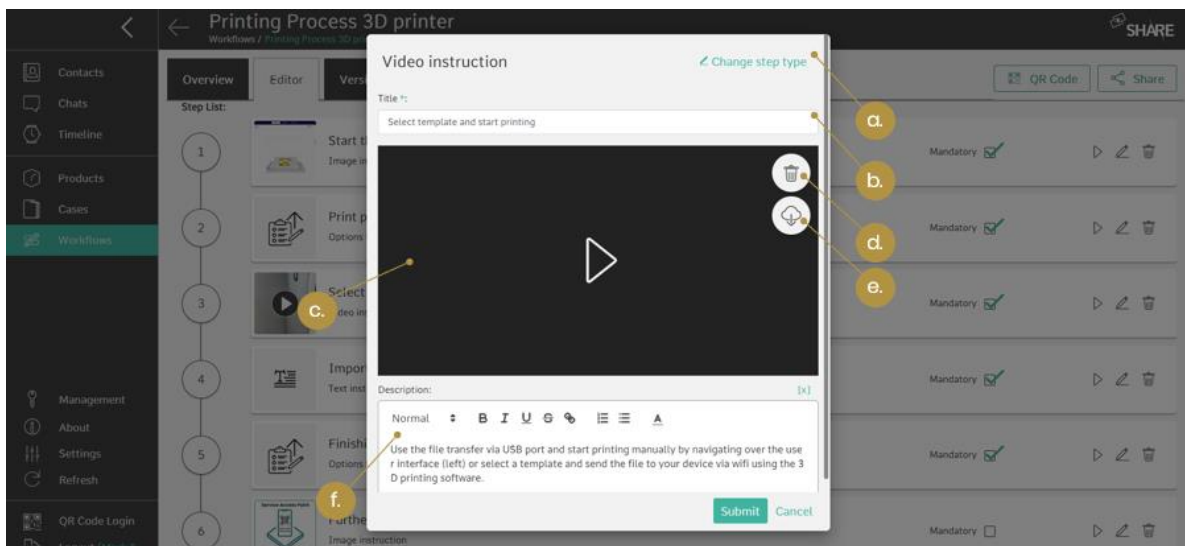 Printing Process 3D printer
Workflows / Printing Process 3D
SHARE
Contacts
Chats
Timeline
Products
Cases
Workflows
Management
About
Settings
Refresh
QR Code Login
Overview
Editor
Versi
QR Code
Share
Step List:
1
Start t
Image in
Mandatory
2
Print p
Options
Mandatory
3
Select
deo in
Mandatory
4
Impor
Text inst
Mandatory
5
Finishi
Options
Mandatory
6
Furthe
Image instruction
Mandatory
Video instruction
Change step type
Title *:
Select template and start printing
Description:
[x]
Normal
B I U S A
Use the file transfer via USB port and start printing manually by navigating over the use
r interface (left) or select a template and send the file to your device via wifi using the 3
D printing software.
Submit
Cancel
a.
b.
c.
d.
e.
f.